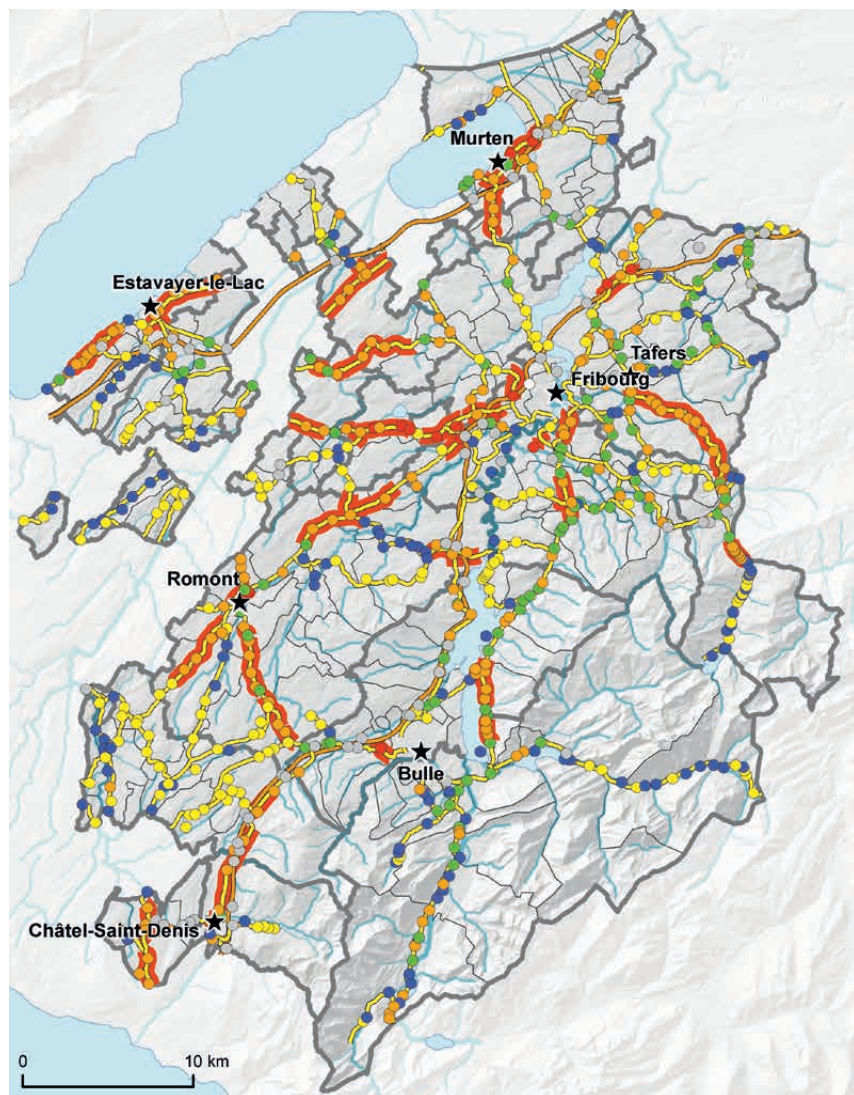 Murten
Estavayer-le-Lac
Tafers
Fribourg
Romont
Bulle
Châtel-Saint-Denis
0 10 km